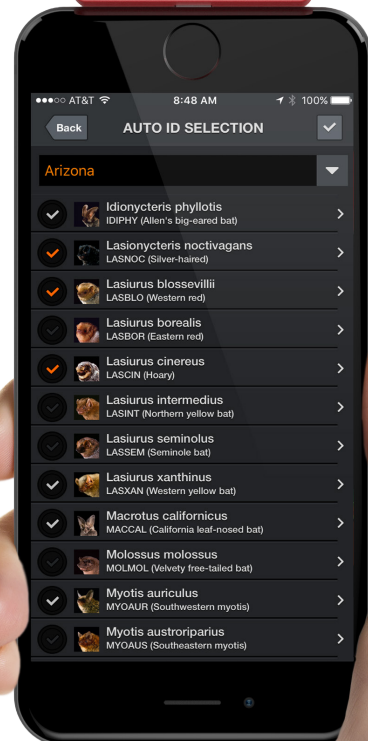 AT&T 8:48 AM 100%
Back AUTO ID SELECTION
Arizona
Idionycteris phyllotis
IDIPHY (Allen's big-eared bat)
Lasionycteris noctivagans
LASNOC (Silver-haired)
Lasiurus blossevillii
LASBLO (Western red)
Lasiurus borealis
LASBOR (Eastern red)
Lasiurus cinereus
LASCIN (Hoary)
Lasiurus intermedius
LASINT (Northern yellow bat)
Lasiurus seminolus
LASSEM (Seminole bat)
Lasiurus xanthinus
LASXAN (Western yellow bat)
Macrotus californicus
MACCAL (California leaf-nosed bat)
Molossus molossus
MOLMOL (Velvety free-tailed bat)
Myotis auriculus
MYOAUR (Southwestern myotis)
Myotis austroriparius
MYOAUS (Southeastern myotis)